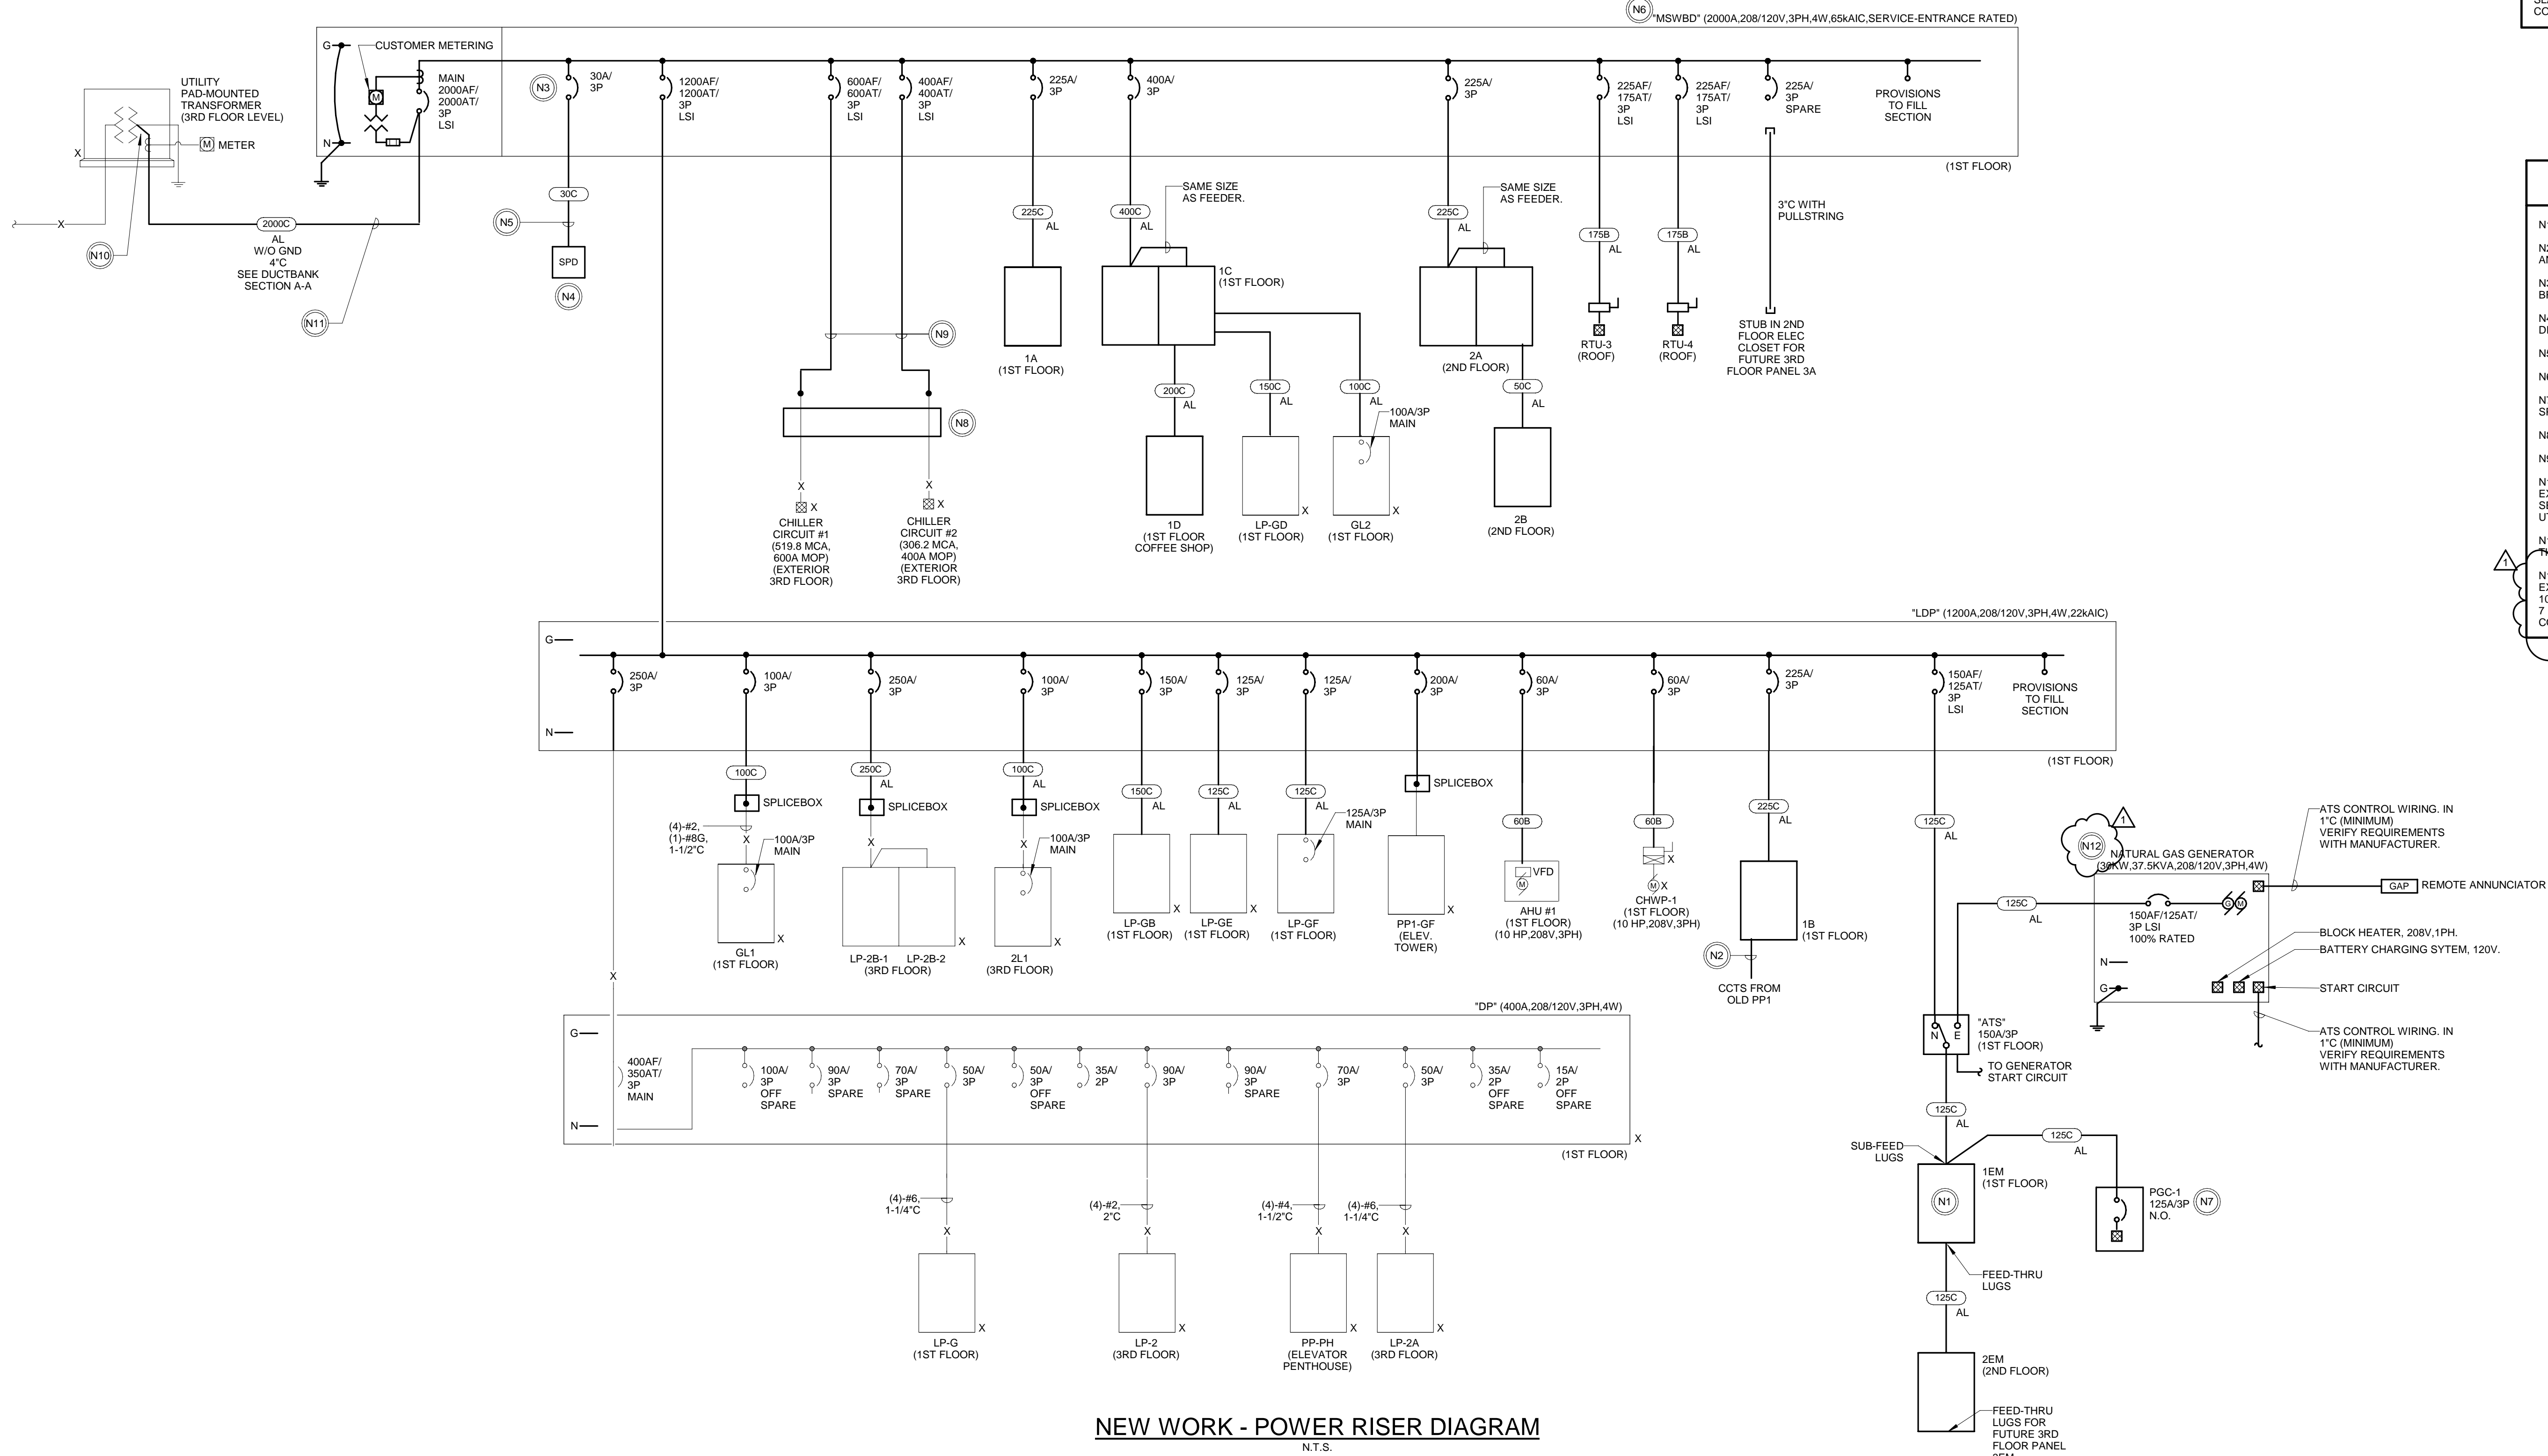 N6
"MSWBD" (2000A,208/120V,3PH,4W,65kAIC,SERVICE-ENTRANCE RATED)
CO
G
CUSTOMER METERING
M
MAIN
2000AF/
2000AT/
3P
LSI
N
UTILITY
PAD-MOUNTED
TRANSFORMER
(3RD FLOOR LEVEL)
M METER
X
X
2000C
AL
W/O GND
4"C
SEE DUCTBANK
SECTION A-A
N10
N11
N3
30A/
3P
1200AF/
1200AT/
3P
LSI
600AF/
600AT/
3P
LSI
400AF/
400AT/
3P
LSI
225A/
3P
400A/
3P
225A/
3P
225AF/
175AT/
3P
LSI
225AF/
175AT/
3P
LSI
225A/
3P
SPARE
PROVISIONS
TO FILL
SECTION
(1ST FLOOR)
30C
N5
SPD
N4
N9
N8
X
X
CHILLER
CIRCUIT #1
(519.8 MCA,
600A MOP)
(EXTERIOR
3RD FLOOR)
X
X
CHILLER
CIRCUIT #2
(306.2 MCA,
400A MOP)
(EXTERIOR
3RD FLOOR)
225C
AL
1A
(1ST FLOOR)
400C
AL
SAME SIZE
AS FEEDER.
1C
(1ST FLOOR)
200C
AL
1D
(1ST FLOOR
COFFEE SHOP)
150C
AL
X
LP-GD
(1ST FLOOR)
100C
AL
100A/3P
MAIN
X
GL2
(1ST FLOOR)
225C
AL
SAME SIZE
AS FEEDER.
2A
(2ND FLOOR)
50C
AL
2B
(2ND FLOOR)
175B
AL
RTU-3
(ROOF)
175B
AL
RTU-4
(ROOF)
3"C WITH
PULLSTRING
STUB IN 2ND
FLOOR ELEC
CLOSET FOR
FUTURE 3RD
FLOOR PANEL 3A
1
"LDP" (1200A,208/120V,3PH,4W,22kAIC)
G
N
250A/
3P
100A/
3P
250A/
3P
100A/
3P
150A/
3P
125A/
3P
125A/
3P
200A/
3P
60A/
3P
60A/
3P
225A/
3P
150AF/
125AT/
3P
LSI
PROVISIONS
TO FILL
SECTION
(1ST FLOOR)
X
100C
SPLICEBOX
(4)-#2,
(1)-#8G,
1-1/2"C
X
100A/3P
MAIN
X
GL1
(1ST FLOOR)
250C
AL
SPLICEBOX
X
X
LP-2B-1 LP-2B-2
(3RD FLOOR)
100C
AL
SPLICEBOX
X
100A/3P
MAIN
X
2L1
(3RD FLOOR)
150C
AL
X
LP-GB
(1ST FLOOR)
125C
AL
X
LP-GE
(1ST FLOOR)
125C
AL
125A/3P
MAIN
X
LP-GF
(1ST FLOOR)
SPLICEBOX
X
PP1-GF
(ELEV.
TOWER)
60B
VFD
M
AHU #1
(1ST FLOOR)
(10 HP,208V,3PH)
60B
X
M X
CHWP-1
(1ST FLOOR)
(10 HP,208V,3PH)
225C
AL
1B
(1ST FLOOR)
N2
CCTS FROM
OLD PP1
125C
AL
1
N12
NATURAL GAS GENERATOR
(30KW,37.5KVA,208/120V,3PH,4W)
125C
AL
150AF/125AT/
3P LSI
100% RATED
G M
N
G
ATS CONTROL WIRING. IN
1"C (MINIMUM)
VERIFY REQUIREMENTS
WITH MANUFACTURER.
GAP REMOTE ANNUNCIATOR
BLOCK HEATER, 208V,1PH.
BATTERY CHARGING SYTEM, 120V.
START CIRCUIT
ATS CONTROL WIRING. IN
1"C (MINIMUM)
VERIFY REQUIREMENTS
WITH MANUFACTURER.
N E
"ATS"
150A/3P
(1ST FLOOR)
TO GENERATOR
START CIRCUIT
125C
AL
SUB-FEED
LUGS
125C
AL
1EM
(1ST FLOOR)
N1
PGC-1
125A/3P
N.O.
N7
FEED-THRU
LUGS
125C
AL
2EM
(2ND FLOOR)
FEED-THRU
LUGS FOR
FUTURE 3RD
FLOOR PANEL
"DP" (400A,208/120V,3PH,4W)
G
N
400AF/
350AT/
3P
MAIN
100A/
3P
OFF
SPARE
90A/
3P
SPARE
70A/
3P
SPARE
50A/
3P
50A/
3P
OFF
SPARE
35A/
2P
90A/
3P
90A/
3P
SPARE
70A/
3P
50A/
3P
35A/
2P
OFF
SPARE
15A/
2P
OFF
SPARE
X
(1ST FLOOR)
(4)-#6,
1-1/4"C
X
X
LP-G
(1ST FLOOR)
(4)-#2,
2"C
X
X
LP-2
(3RD FLOOR)
(4)-#4,
1-1/2"C
X
X
PP-PH
(ELEVATOR
PENTHOUSE)
(4)-#6,
1-1/4"C
X
X
LP-2A
(3RD FLOOR)
NEW WORK - POWER RISER DIAGRAM
N.T.S.